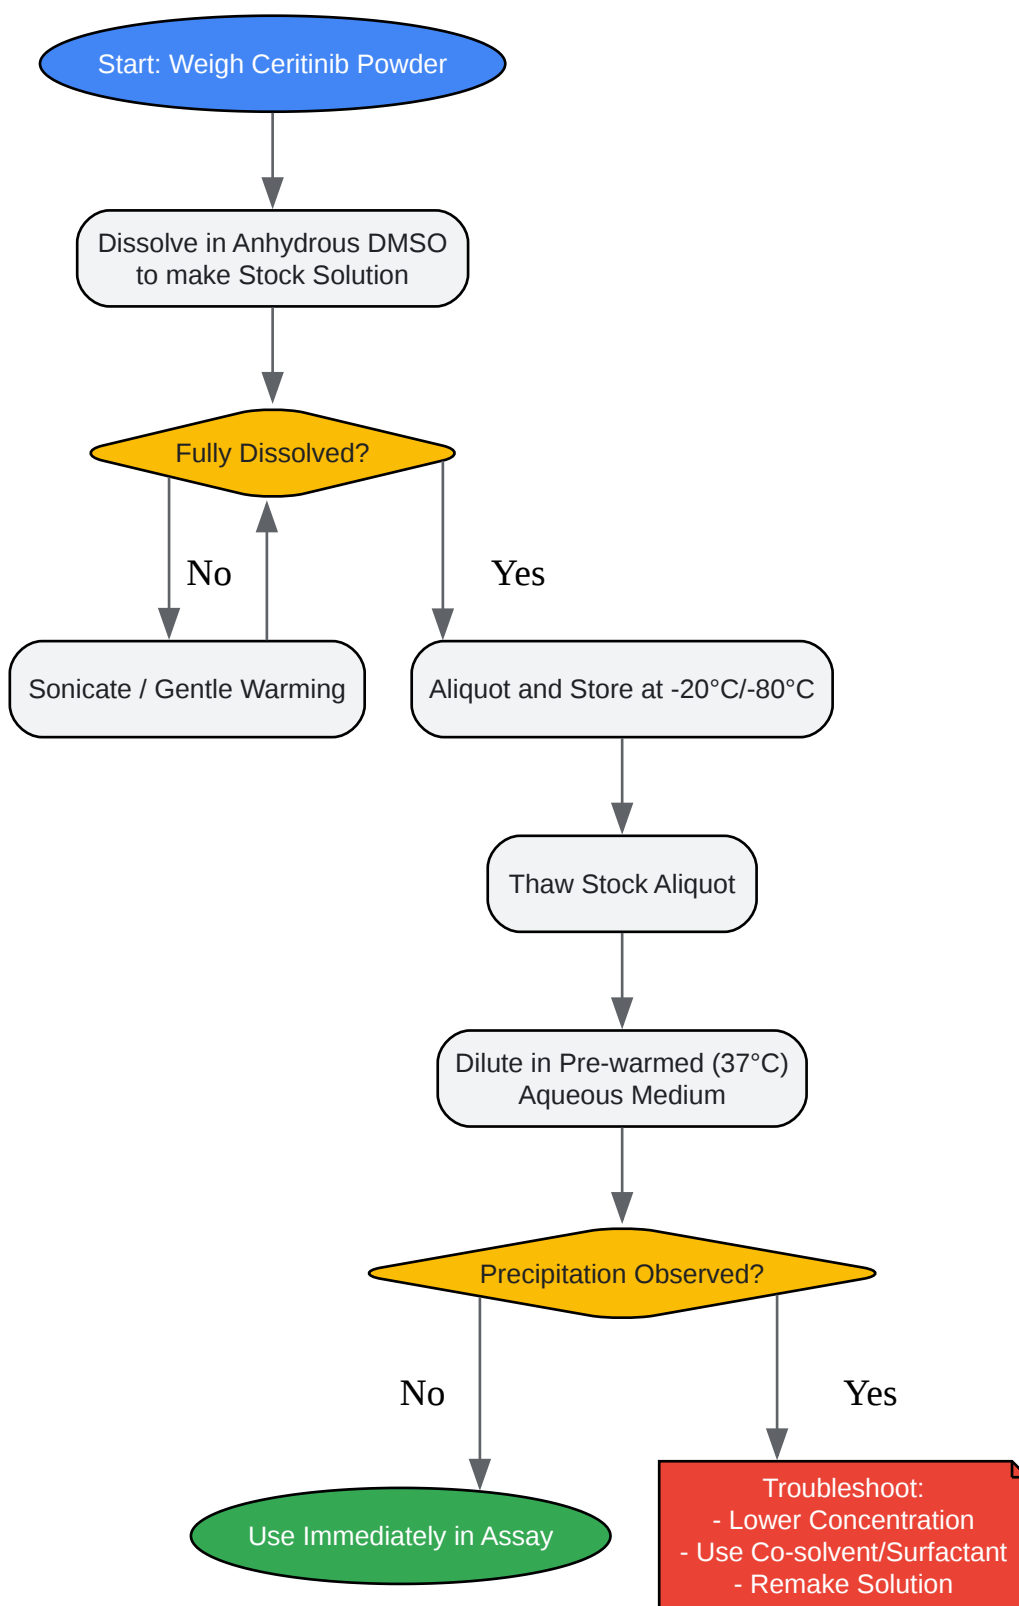 Start: Weigh Ceritinib Powder
Dissolve in Anhydrous DMSO
to make Stock Solution
Fully Dissolved?
No
Yes
Sonicate / Gentle Warming
Aliquot and Store at -20°C/-80°C
Thaw Stock Aliquot
Dilute in Pre-warmed (37°C)
Aqueous Medium
Precipitation Observed?
No
Yes
Use Immediately in Assay
Troubleshoot:
- Lower Concentration
- Use Co-solvent/Surfactant
- Remake Solution